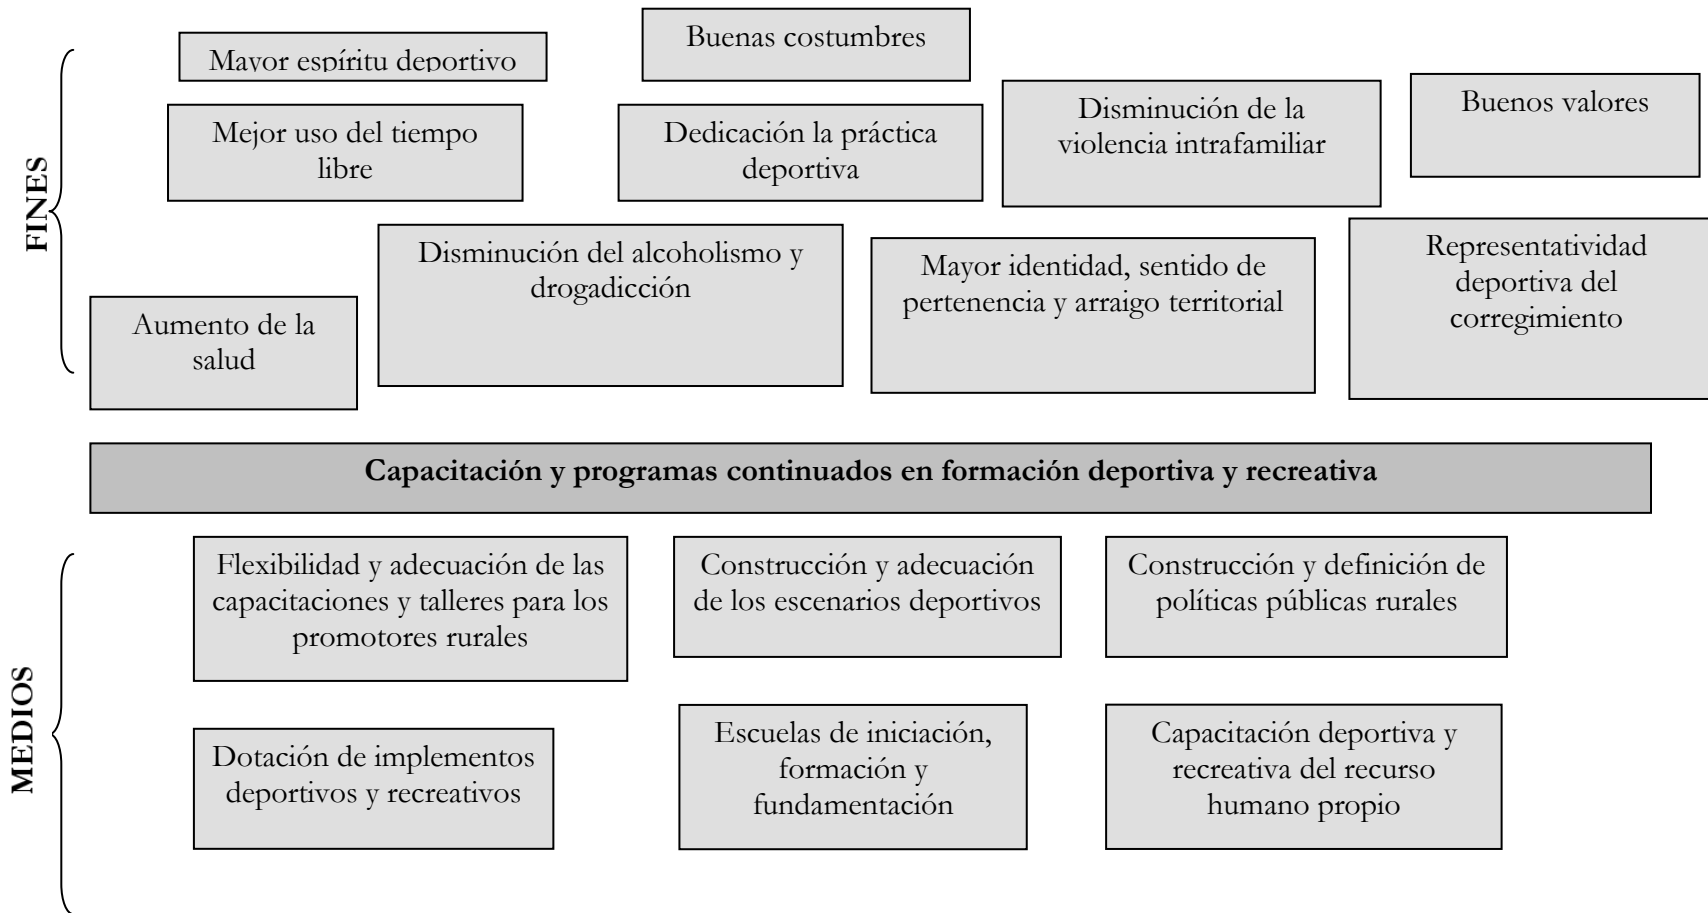 FINES
Mayor espíritu deportivo
Buenas costumbres
Mejor uso del tiempo
libre
Dedicación la práctica
deportiva
Disminución de la
violencia intrafamiliar
Buenos valores
Aumento de la
salud
Disminución del alcoholismo y
drogadicción
Mayor identidad, sentido de
pertenencia y arraigo territorial
Representatividad
deportiva del
corregimiento
Capacitación y programas continuados en formación deportiva y recreativa
MEDIOS
Flexibilidad y adecuación de las
capacitaciones y talleres para los
promotores rurales
Construcción y adecuación
de los escenarios deportivos
Construcción y definición de
políticas públicas rurales
Dotación de implementos
deportivos y recreativos
Escuelas de iniciación,
formación y
fundamentación
Capacitación deportiva y
recreativa del recurso
humano propio